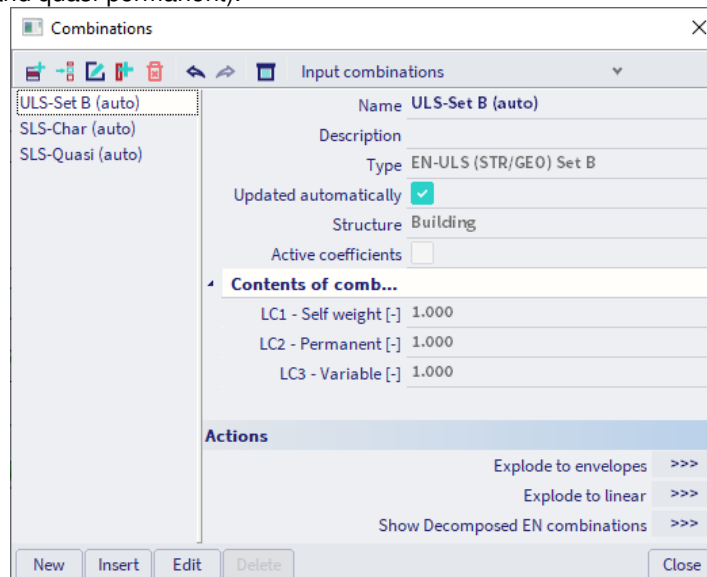 and quasi permanent).
Combinations
Input combinations
ULS-Set B (auto)
SLS-Char (auto)
SLS-Quasi (auto)
Name ULS-Set B (auto)
Description
Type EN-ULS (STR/GEO) Set B
Updated automatically
Structure Building
Active coefficients
Contents of comb...
LC1 - Self weight [-] 1.000
LC2 - Permanent [-] 1.000
LC3 - Variable [-] 1.000
Actions
Explode to envelopes >>>
Explode to linear >>>
Show Decomposed EN combinations >>>
New Insert Edit Delete Close